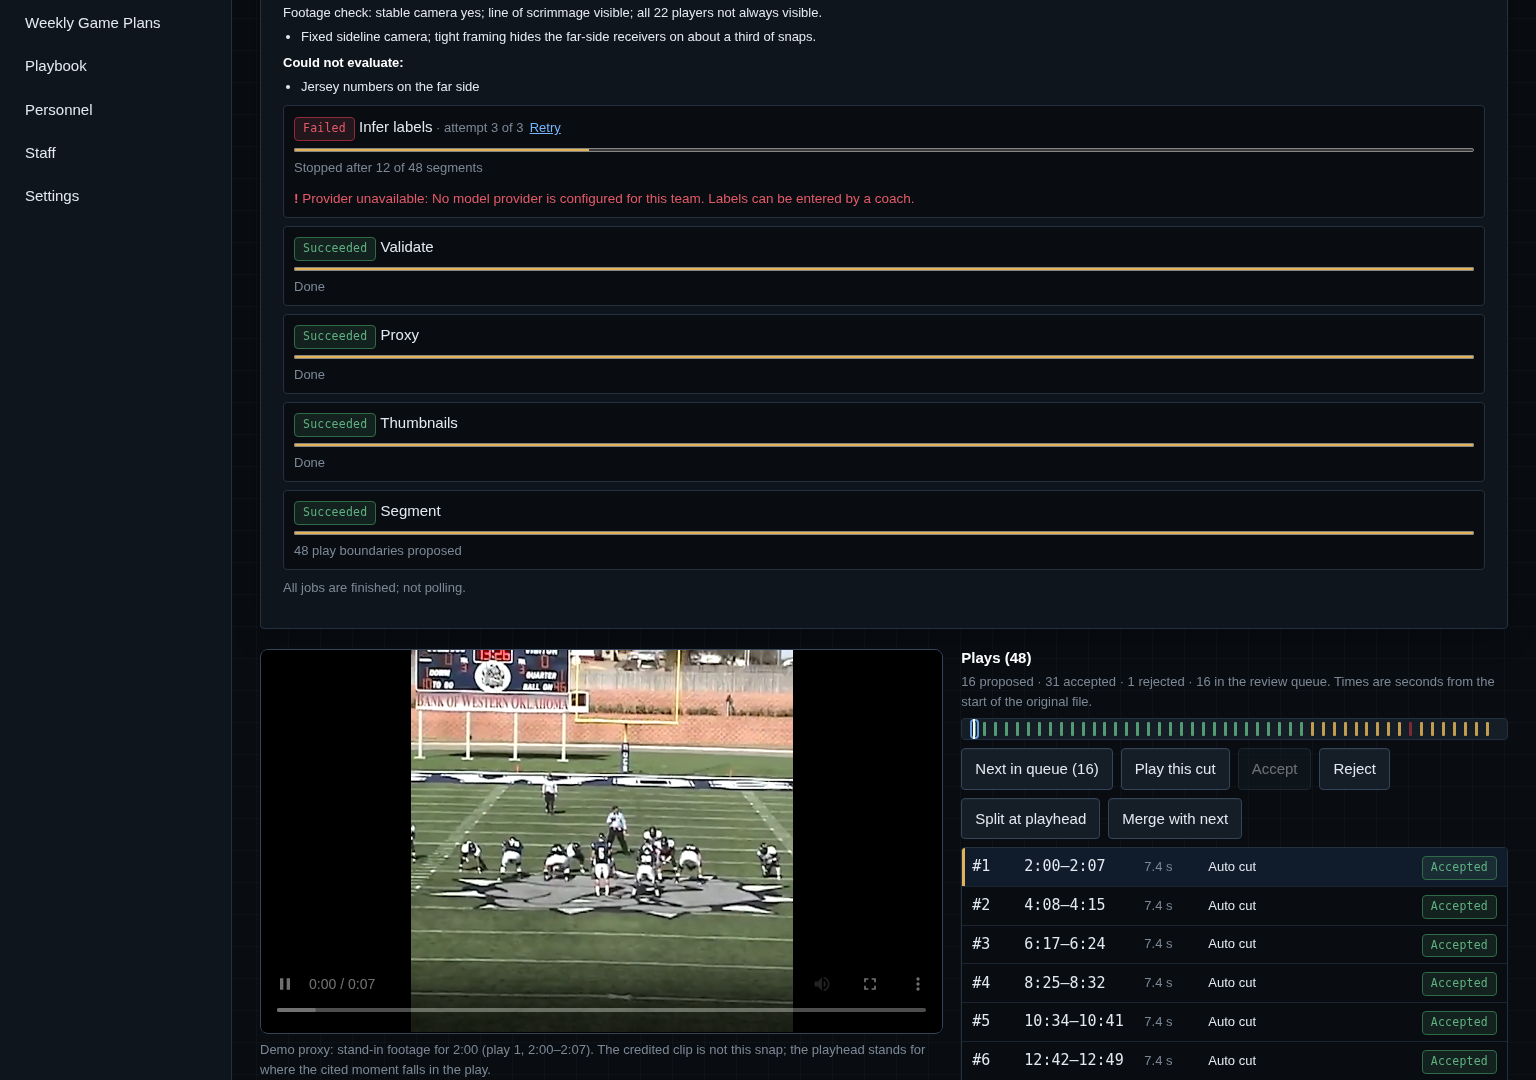 Weekly Game Plans
Playbook
Personnel
Staff
Settings
Footage check: stable camera yes; line of scrimmage visible; all 22 players not always visible.
• Fixed sideline camera; tight framing hides the far-side receivers on about a third of snaps.
Could not evaluate:
• Jersey numbers on the far side
Failed Infer labels · attempt 3 of 3 Retry
Stopped after 12 of 48 segments
! Provider unavailable: No model provider is configured for this team. Labels can be entered by a coach.
Succeeded Validate
Done
Succeeded Proxy
Done
Succeeded Thumbnails
Done
Succeeded Segment
48 play boundaries proposed
All jobs are finished; not polling.
13:26
DOWN
TO GO
QUARTER
BALL ON
BANK OF WESTERN OKLAHOMA
0:00 / 0:07
Demo proxy: stand-in footage for 2:00 (play 1, 2:00–2:07). The credited clip is not this snap; the playhead stands for
where the cited moment falls in the play.
Plays (48)
16 proposed · 31 accepted · 1 rejected · 16 in the review queue. Times are seconds from the
start of the original file.
Next in queue (16) Play this cut Accept Reject
Split at playhead Merge with next
#1 2:00–2:07 7.4 s Auto cut Accepted
#2 4:08–4:15 7.4 s Auto cut Accepted
#3 6:17–6:24 7.4 s Auto cut Accepted
#4 8:25–8:32 7.4 s Auto cut Accepted
#5 10:34–10:41 7.4 s Auto cut Accepted
#6 12:42–12:49 7.4 s Auto cut Accepted